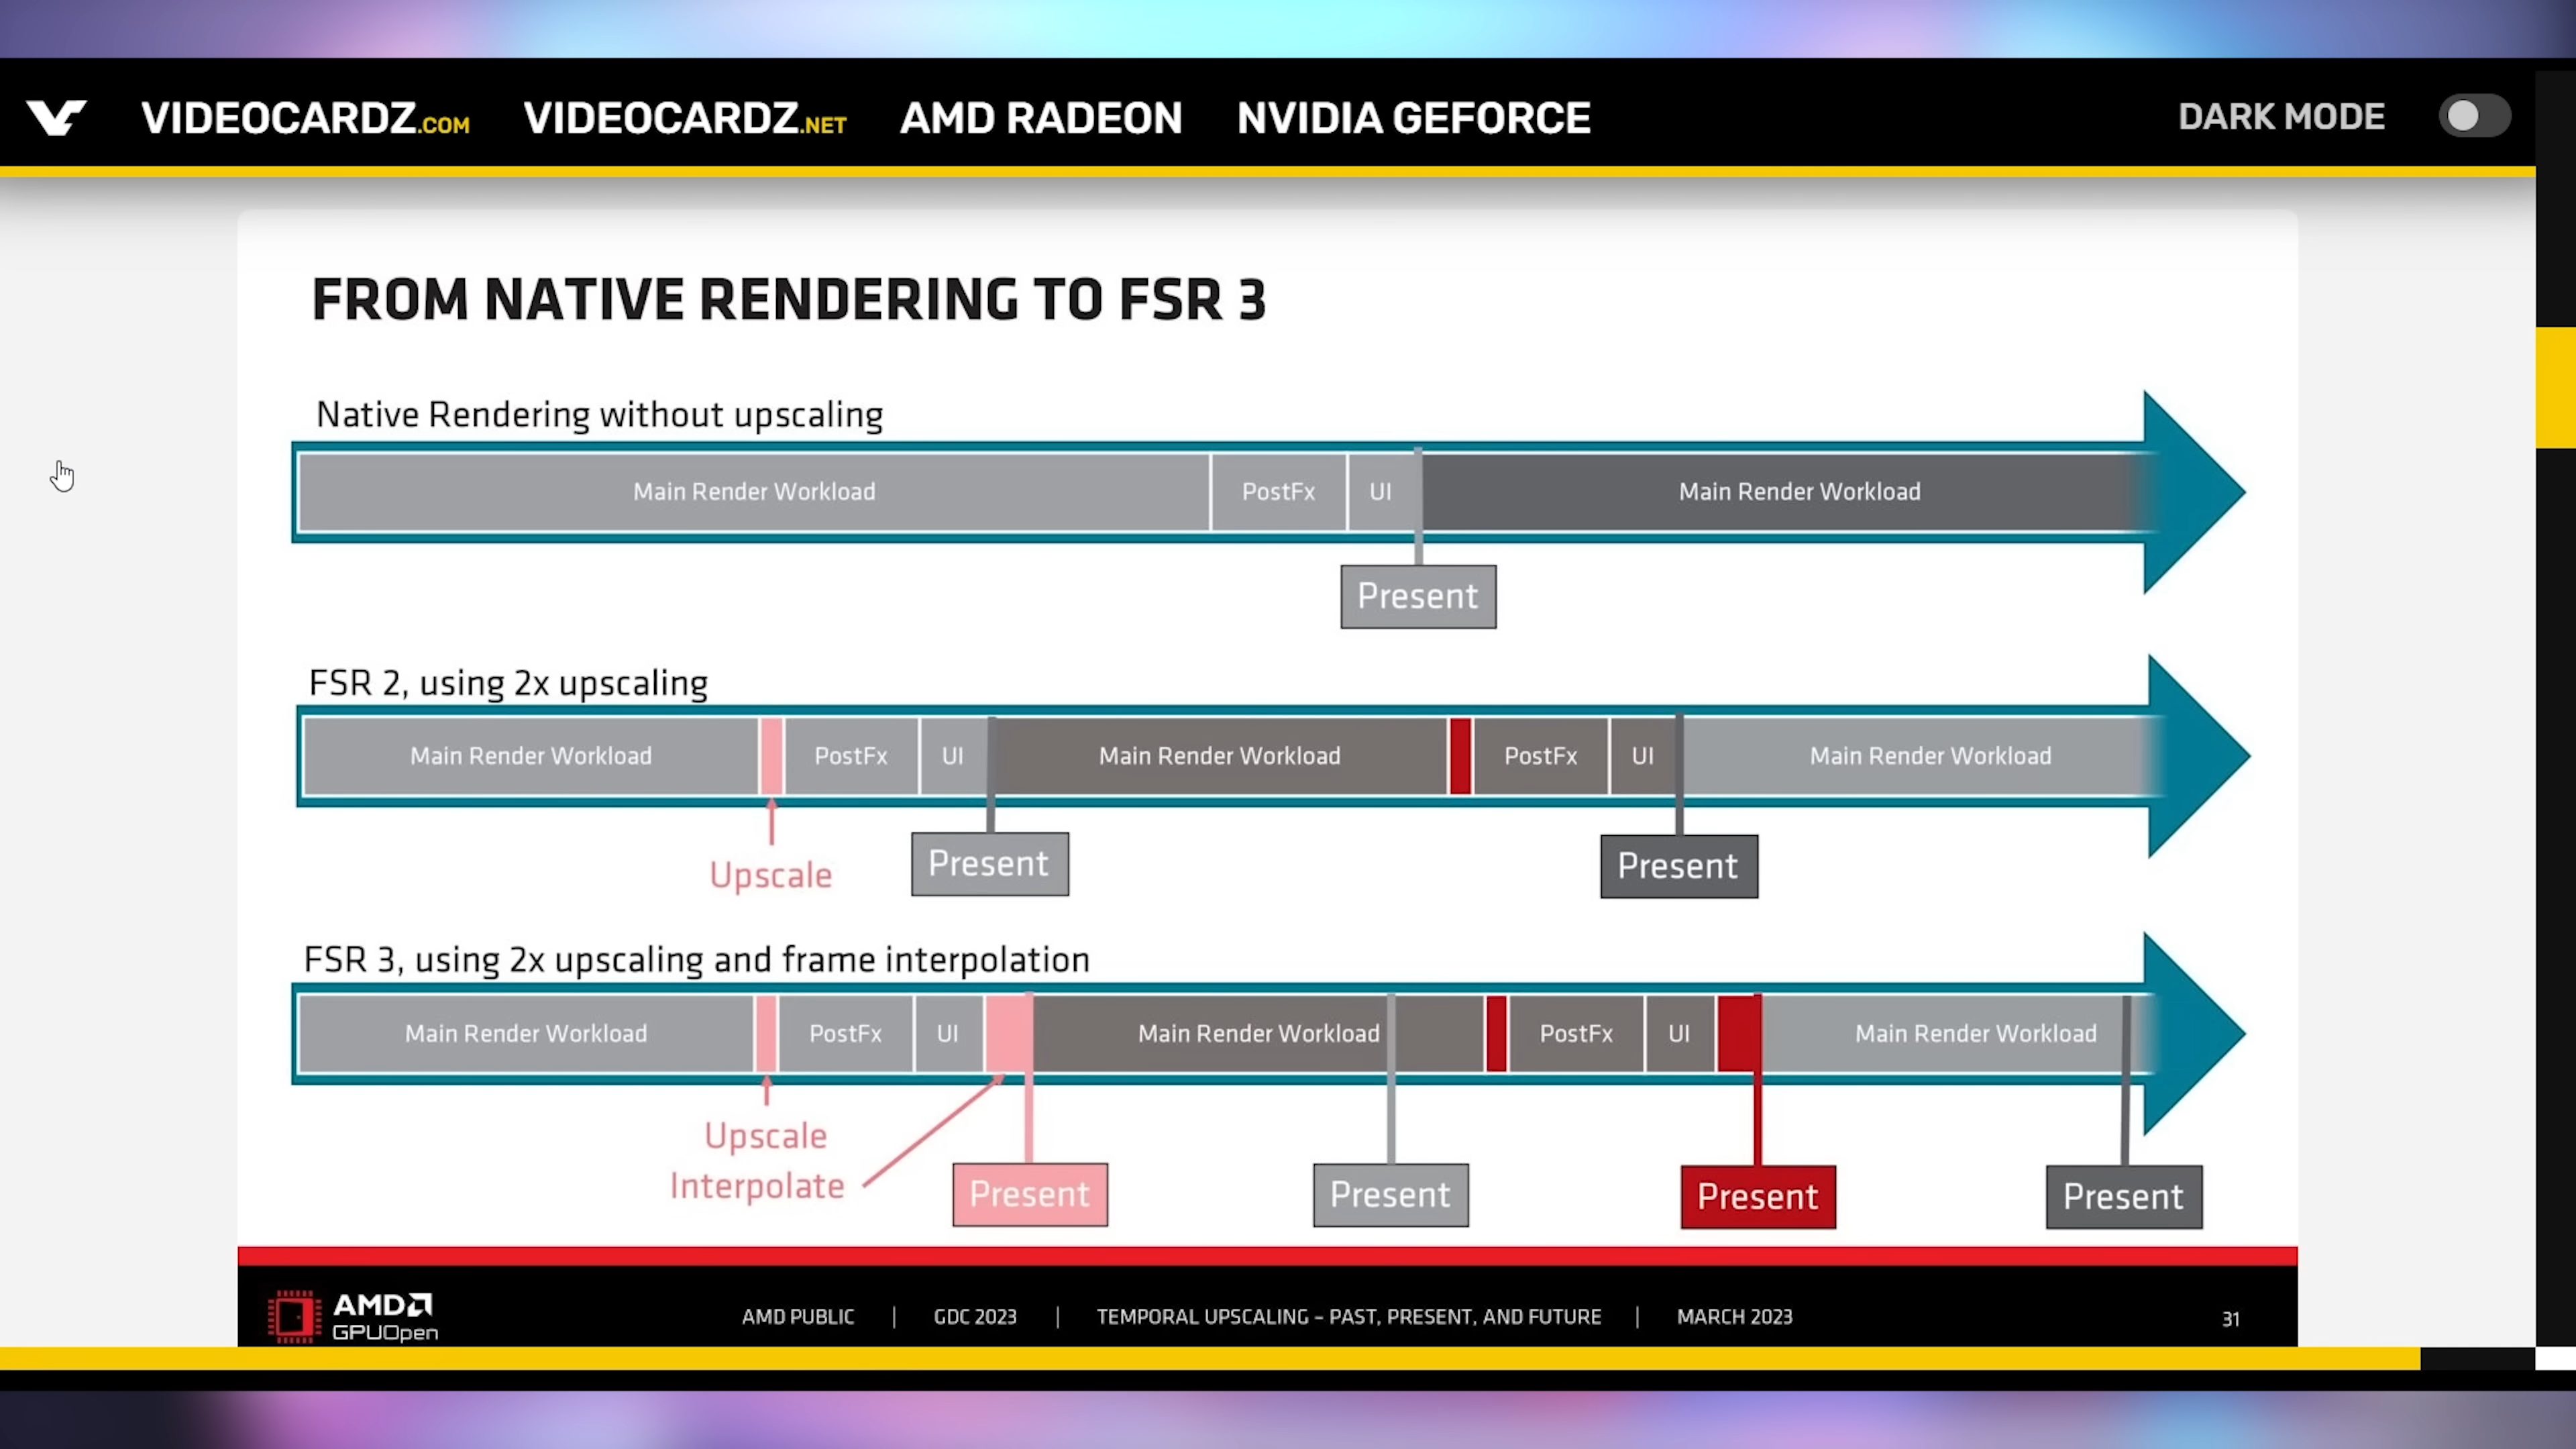 VIDEOCARDZ.COM VIDEOCARDZ.NET AMD RADEON NVIDIA GEFORCE DARK MODE
FROM NATIVE RENDERING TO FSR 3
Native Rendering without upscaling
Main Render Workload PostFx UI Main Render Workload
Present
FSR 2, using 2x upscaling
Main Render Workload PostFx UI Main Render Workload PostFx UI Main Render Workload
Upscale Present Present
FSR 3, using 2x upscaling and frame interpolation
Main Render Workload PostFx UI Main Render Workload PostFx UI Main Render Workload
Upscale
Interpolate Present Present Present Present
AMD
GPUOpen
AMD PUBLIC | GDC 2023 | TEMPORAL UPSCALING – PAST, PRESENT, AND FUTURE | MARCH 2023 31